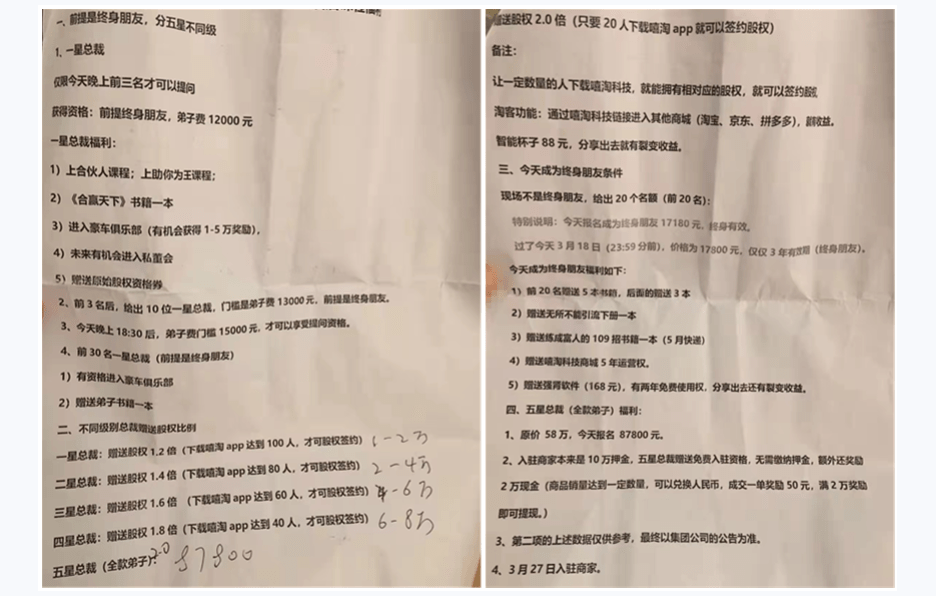 一、前提是终身朋友，分五星不同级
1. 一星总裁
仅限今天晚上前三名才可以提问
获得资格：前提终身朋友，弟子费 12000 元
一星总裁福利：
1）上合伙人课程；上助你为王课程；
2）《合赢天下》书籍一本
3）进入豪车俱乐部（有机会获得 1-5 万奖励），
4）未来有机会进入私董会
5）赠送原始股权资格券
2、前 3 名后，给出 10 位一星总裁，门槛是弟子费 13000 元，前提是终身朋友。
3、今天晚上 18:30 后，弟子费门槛 15000 元，才可以享受提问资格。
4、前 30 名一星总裁（前提是终身朋友）
1）有资格进入豪车俱乐部
2）赠送弟子书籍一本
二、不同级别总裁赠送股权比例
一星总裁：赠送股权 1.2 倍（下载嘻淘 app 达到 100 人，才可股权签约）1-2万
二星总裁：赠送股权 1.4 倍（下载嘻淘 app 达到 80 人，才可股权签约）2-4万
三星总裁：赠送股权 1.6 倍 （下载嘻淘 app 达到 60 人，才可股权签约）4-6万
四星总裁：赠送股权 1.8 倍（下载嘻淘 app 达到 40 人，才可股权签约）6-8万
五星总裁（全款弟子）：2.0 87800
赠送股权 2.0 倍（只要 20 人下载嘻淘 app 就可以签约股权）
备注：
让一定数量的人下载嘻淘科技，就能拥有相对应的股权，就可以签约股
淘客功能：通过嘻淘科技链接进入其他商城（淘宝、京东、拼多多），收益。
智能杯子 88 元，分享出去就有裂变收益。
三、今天成为终身朋友条件
现场不是终身朋友，给出 20 个名额（前 20 名）：
特别说明：今天报名成为终身朋友 17180 元，终身有效。
过了今天 3 月 18 日（23:59 分前），价格为 17800 元，仅仅 3 年有效期（终身朋友）。
今天成为终身朋友福利如下：
1）前 20 名赠送 5 本书籍，后面的赠送 3 本
2）赠送无所不能引流下册一本
3）赠送炼成富人的 109 招书籍一本（5 月快递）
4）赠送嘻淘科技商城 5 年运营权。
5）赠送强肾软件（168 元），有两年免费使用权，分享出去还有裂变收益。
四、五星总裁（全款弟子）福利：
1、原价 58 万，今天报名 87800 元。
2、入驻商家本来是 10 万押金，五星总裁赠送免费入驻资格，无需缴纳押金，额外还奖励
2 万现金（商品销量达到一定数量，可以兑换人民币，成交一单奖励 50 元，满 2 万奖励
即可提现。）
3、第二项的上述数据仅供参考，最终以集团公司的公告为准。
4、3 月 27 日入驻商家。